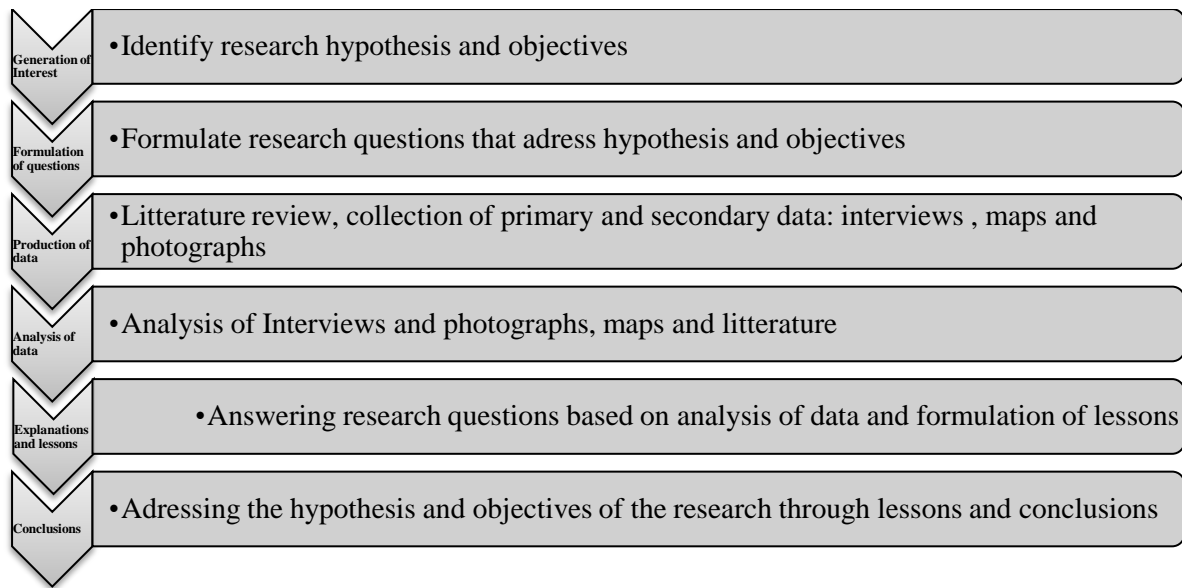 Generation of
Interest
•Identify research hypothesis and objectives
Formulation
of questions
•Formulate research questions that adress hypothesis and objectives
Production of
data
•Litterature review, collection of primary and secondary data: interviews , maps and
photographs
Analysis of
data
•Analysis of Interviews and photographs, maps and litterature
Explanations
and lessons
•Answering research questions based on analysis of data and formulation of lessons
Conclusions
•Adressing the hypothesis and objectives of the research through lessons and conclusions